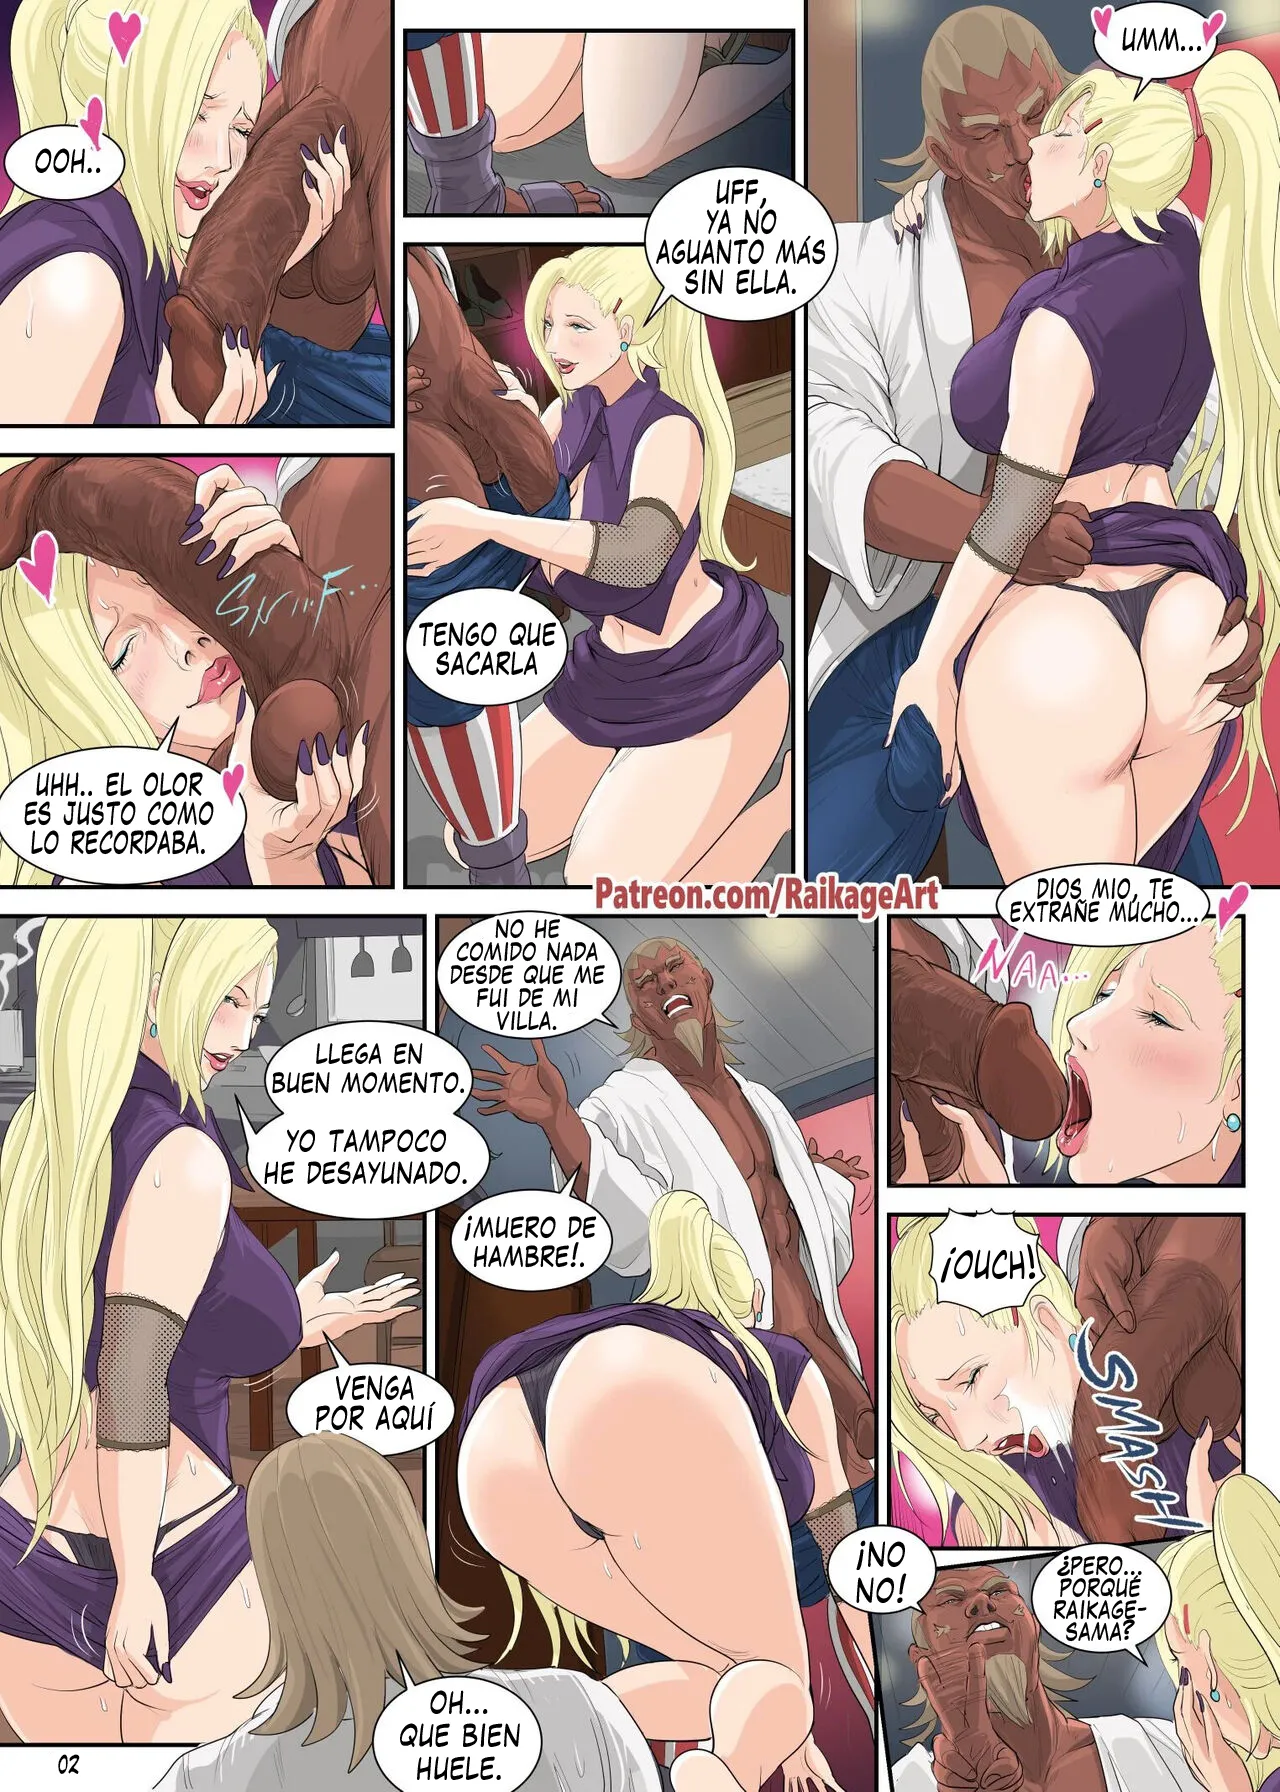 UMM...
UFF,
YA NO
AGUANTO MÁS
SIN ELLA.
OOH..
TENGO QUE
SACARLA
SNIIF...
UHH.. EL OLOR
ES JUSTO COMO
LO RECORDABA.
Patreon.com/RaikageArt
DIOS MIO, TE
EXTRAÑE MUCHO...
NAA...
NO HE
COMIDO NADA
DESDE QUE ME
FUI DE MI
VILLA.
LLEGA EN
BUEN MOMENTO.
YO TAMPOCO
HE DESAYUNADO.
¡MUERO DE
HAMBRE!.
¡OUCH!
SMASH
VENGA
POR AQUÍ
¡NO
NO!
¿PERO...
PORQUÉ
RAIKAGE-
SAMA?
OH...
QUE BIEN
HUELE.
02